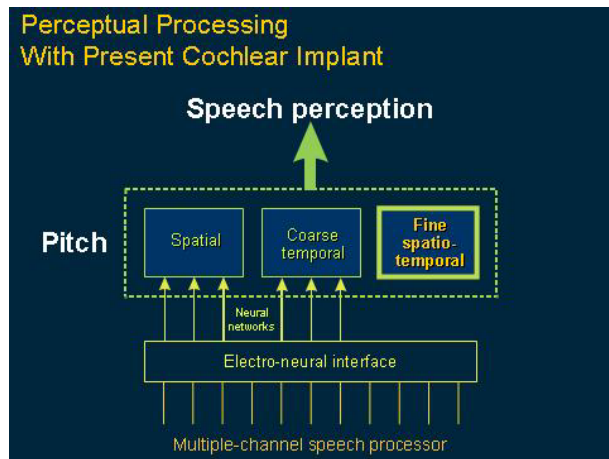 Perceptual Processing
With Present Cochlear Implant
Speech perception
Pitch
Spatial
Coarse
temporal
Fine
spatio-
temporal
Neural
networks
Electro-neural interface
Multiple-channel speech processor